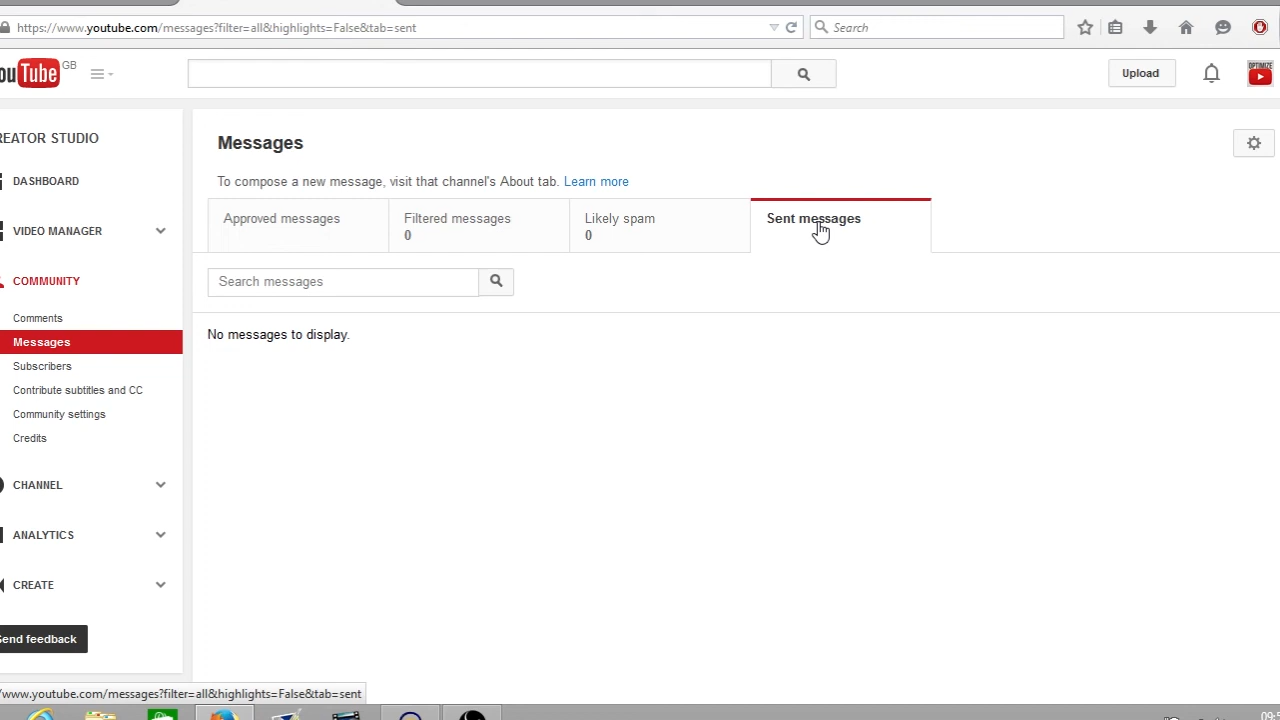 https://www.youtube.com/messages?filter=all&highlights=False&tab=sent
Search
ouTube GB
Upload
OPTIMIZE
REATOR STUDIO
Messages
DASHBOARD
To compose a new message, visit that channel's About tab. Learn more
VIDEO MANAGER
Approved messages
Filtered messages
0
Likely spam
0
Sent messages
COMMUNITY
Search messages
Comments
Messages
No messages to display.
Subscribers
Contribute subtitles and CC
Community settings
Credits
CHANNEL
ANALYTICS
CREATE
Send feedback
/www.youtube.com/messages?filter=all&highlights=False&tab=sent